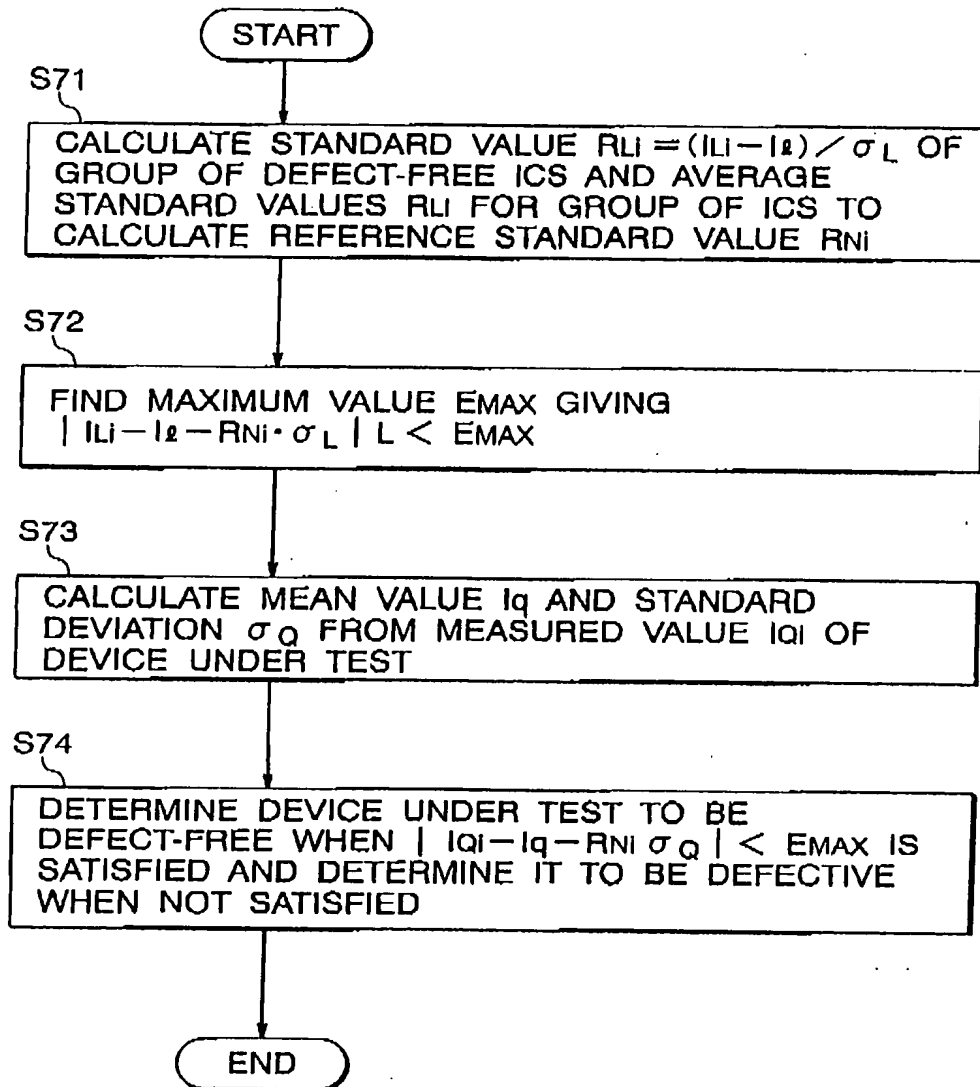 START
S71
CALCULATE STANDARD VALUE RLi=(ILi-Iℓ)/σL OF
GROUP OF DEFECT-FREE ICS AND AVERAGE
STANDARD VALUES RLi FOR GROUP OF ICS TO
CALCULATE REFERENCE STANDARD VALUE RNi
S72
FIND MAXIMUM VALUE EMAX GIVING
| ILi-Iℓ-RNi・σL | L < EMAX
S73
CALCULATE MEAN VALUE Iq AND STANDARD
DEVIATION σQ FROM MEASURED VALUE IQi OF
DEVICE UNDER TEST
S74
DETERMINE DEVICE UNDER TEST TO BE
DEFECT-FREE WHEN | IQi-Iq-RNi σQ | < EMAX IS
SATISFIED AND DETERMINE IT TO BE DEFECTIVE
WHEN NOT SATISFIED
END